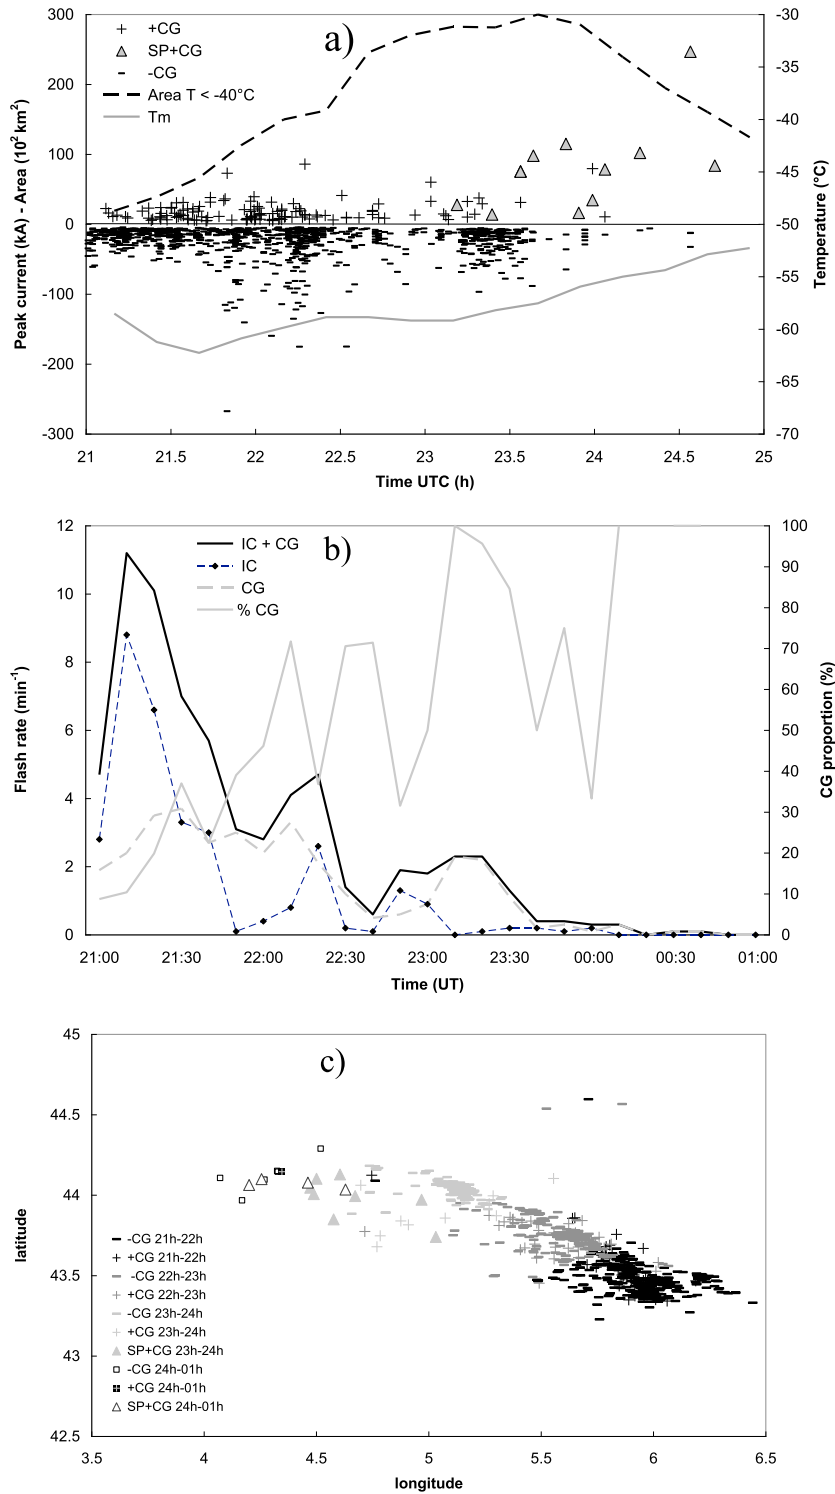 a)
+CG
SP+CG
-CG
Area T < -40°C
Tm
300
200
100
0
-100
-200
-300
Peak current (kA) - Area (10² km²)
-30
-35
-40
-45
-50
-55
-60
-65
-70
Temperature (°C)
21 21.5 22 22.5 23 23.5 24 24.5 25
Time UTC (h)
b)
IC + CG
IC
CG
% CG
12
10
8
6
4
2
0
Flash rate (min⁻¹)
100
90
80
70
60
50
40
30
20
10
0
CG proportion (%)
21:00 21:30 22:00 22:30 23:00 23:30 00:00 00:30 01:00
Time (UT)
c)
45
44.5
44
43.5
43
42.5
latitude
-CG 21h-22h
+CG 21h-22h
-CG 22h-23h
+CG 22h-23h
-CG 23h-24h
+CG 23h-24h
SP+CG 23h-24h
-CG 24h-01h
+CG 24h-01h
SP+CG 24h-01h
3.5 4 4.5 5 5.5 6 6.5
longitude